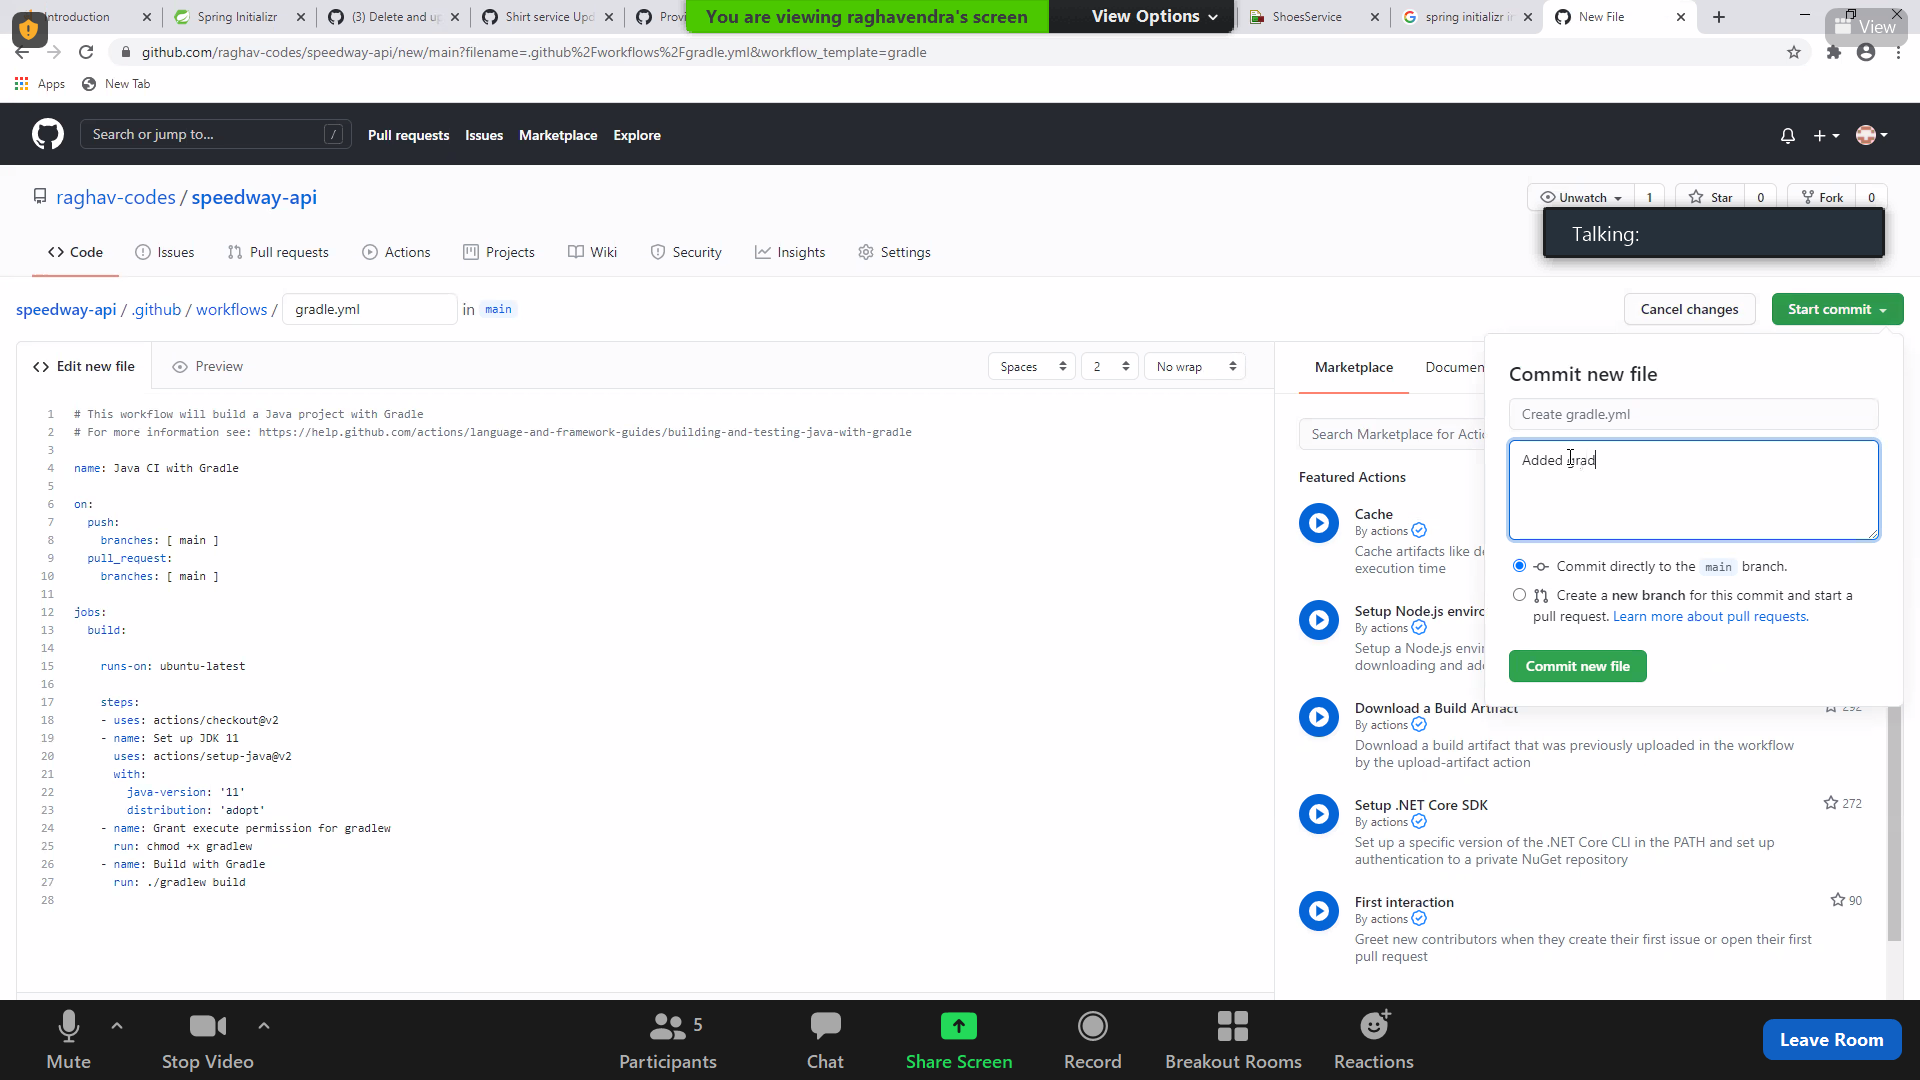 Introduction
Spring Initializr
(3) Delete and up
Shirt service Upd
Provi
You are viewing raghavendra's screen
View Options
ShoesService
spring initializr in
New File
View
github.com/raghav-codes/speedway-api/new/main?filename=.github%2Fworkflows%2Fgradle.yml&workflow_template=gradle
Apps
New Tab
Search or jump to...
/
Pull requests
Issues
Marketplace
Explore
raghav-codes / speedway-api
Unwatch
1
Star
0
Fork
0
Talking:
Code
Issues
Pull requests
Actions
Projects
Wiki
Security
Insights
Settings
speedway-api / .github / workflows / gradle.yml in main
Cancel changes
Start commit
Edit new file
Preview
Spaces
2
No wrap
Marketplace
Documen
Commit new file
Create gradle.yml
Added grad
Commit directly to the main branch.
Create a new branch for this commit and start a
pull request. Learn more about pull requests.
Commit new file
1 # This workflow will build a Java project with Gradle
2 # For more information see: https://help.github.com/actions/language-and-framework-guides/building-and-testing-java-with-gradle
3
4 name: Java CI with Gradle
5
6 on:
7 push:
8 branches: [ main ]
9 pull_request:
10 branches: [ main ]
11
12 jobs:
13 build:
14
15 runs-on: ubuntu-latest
16
17 steps:
18 - uses: actions/checkout@v2
19 - name: Set up JDK 11
20 uses: actions/setup-java@v2
21 with:
22 java-version: '11'
23 distribution: 'adopt'
24 - name: Grant execute permission for gradlew
25 run: chmod +x gradlew
26 - name: Build with Gradle
27 run: ./gradlew build
28
Search Marketplace for Acti
Featured Actions
Cache
By actions
Cache artifacts like de
execution time
Setup Node.js enviro
By actions
Setup a Node.js envir
downloading and add
Download a Build Artifact
292
By actions
Download a build artifact that was previously uploaded in the workflow
by the upload-artifact action
Setup .NET Core SDK
272
By actions
Set up a specific version of the .NET Core CLI in the PATH and set up
authentication to a private NuGet repository
First interaction
90
By actions
Greet new contributors when they create their first issue or open their first
pull request
Mute
Stop Video
5
Participants
Chat
Share Screen
Record
Breakout Rooms
Reactions
Leave Room